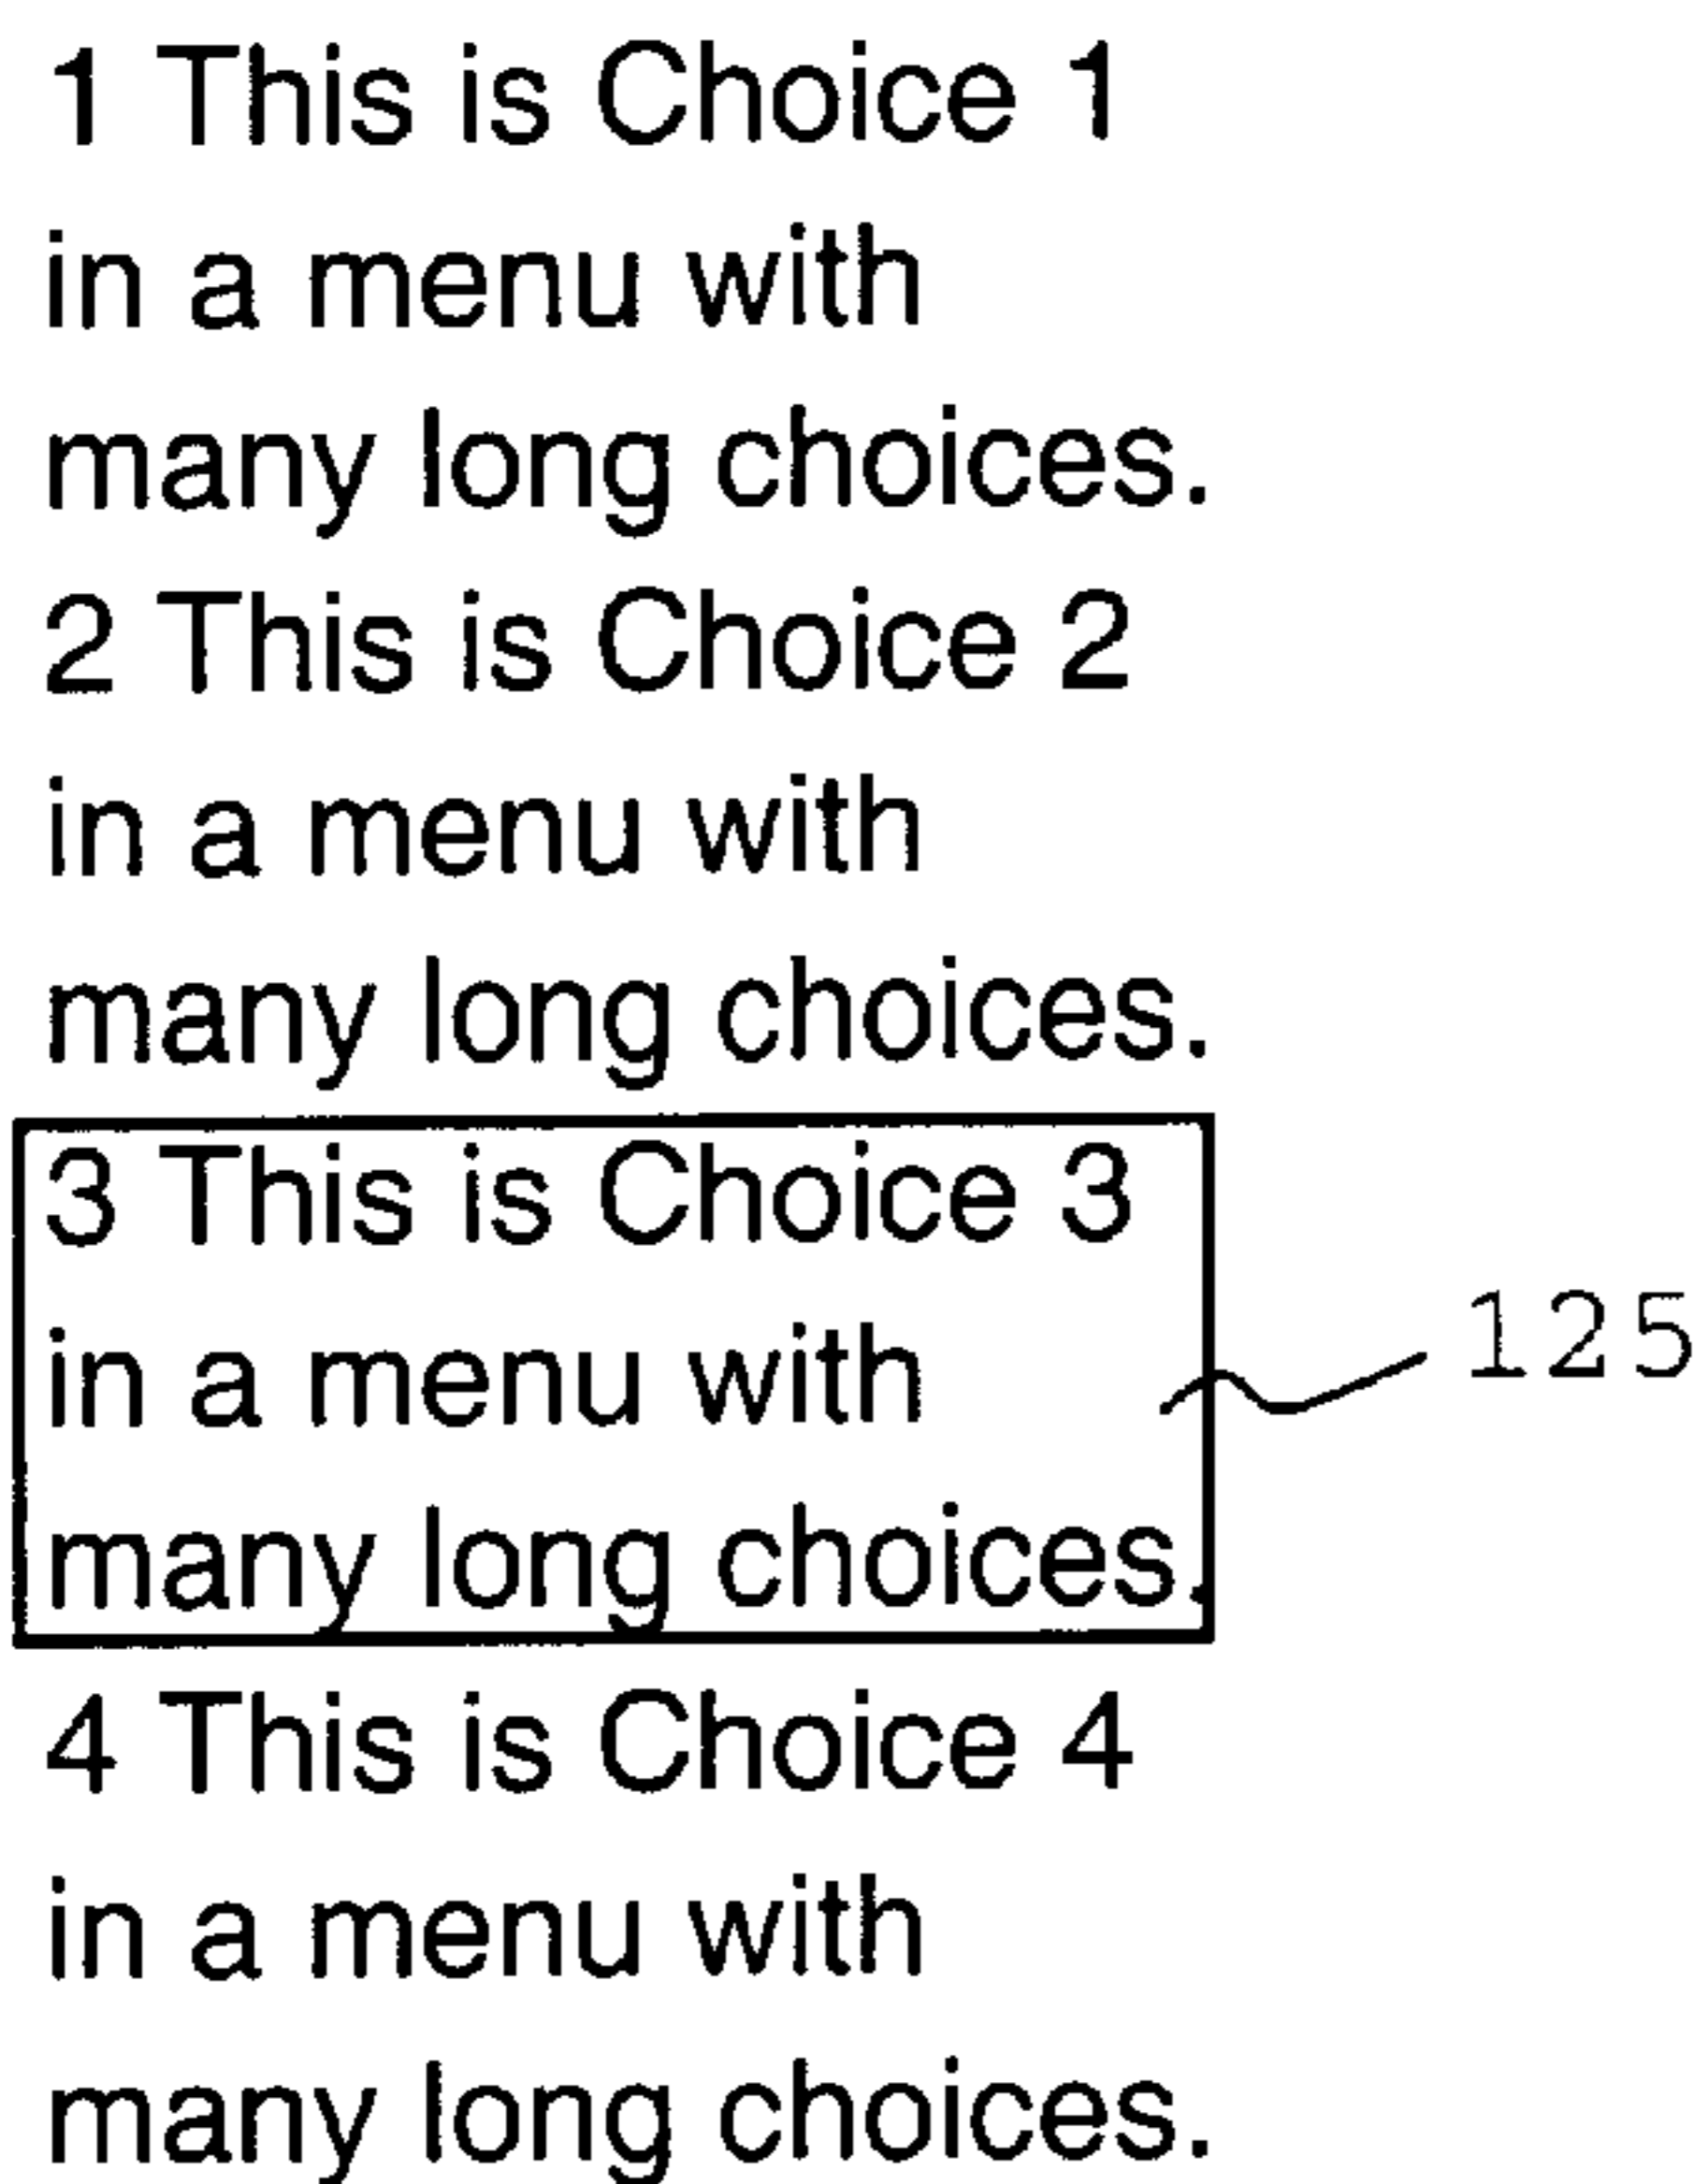 1 This is Choice 1
in a menu with
many long choices.
2 This is Choice 2
in a menu with
many long choices.
3 This is Choice 3
in a menu with
many long choices.
125
4 This is Choice 4
in a menu with
many long choices.